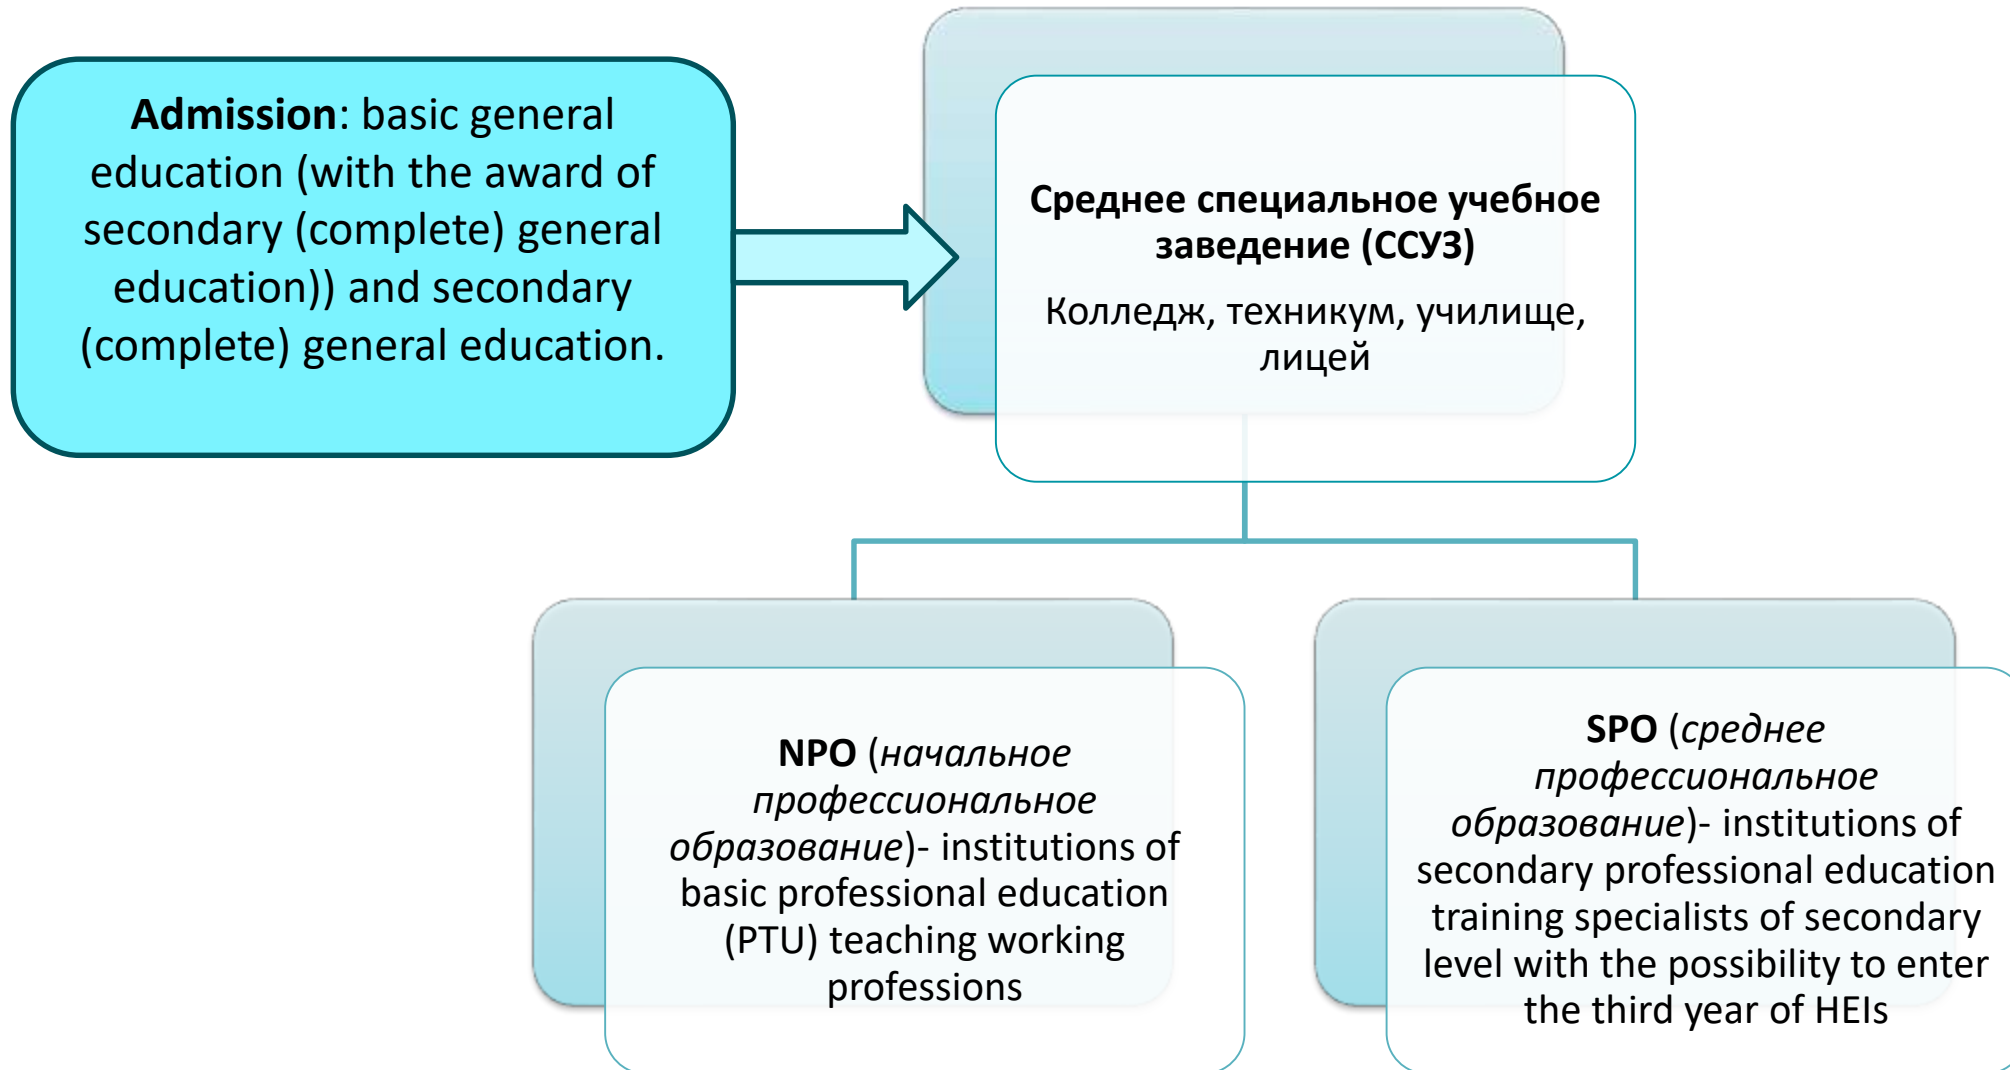 Admission: basic general
education (with the award of
secondary (complete) general
education)) and secondary
(complete) general education.
Среднее специальное учебное
заведение (ССУЗ)
Колледж, техникум, училище,
лицей
NPO (начальное
профессиональное
образование)- institutions of
basic professional education
(PTU) teaching working
professions
SPO (среднее
профессиональное
образование)- institutions of
secondary professional education
training specialists of secondary
level with the possibility to enter
the third year of HEIs